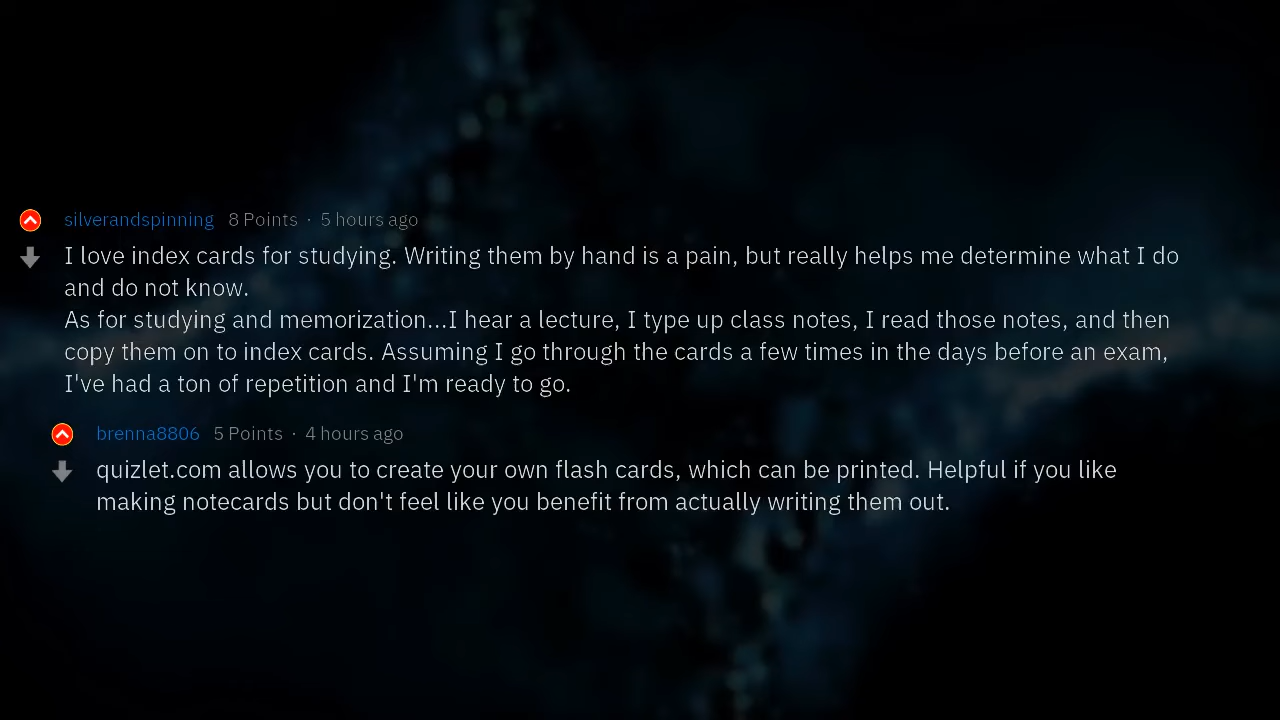 silverandspinning 8 Points · 5 hours ago
I love index cards for studying. Writing them by hand is a pain, but really helps me determine what I do
and do not know.
As for studying and memorization...I hear a lecture, I type up class notes, I read those notes, and then
copy them on to index cards. Assuming I go through the cards a few times in the days before an exam,
I've had a ton of repetition and I'm ready to go.
brenna8806 5 Points · 4 hours ago
quizlet.com allows you to create your own flash cards, which can be printed. Helpful if you like
making notecards but don't feel like you benefit from actually writing them out.